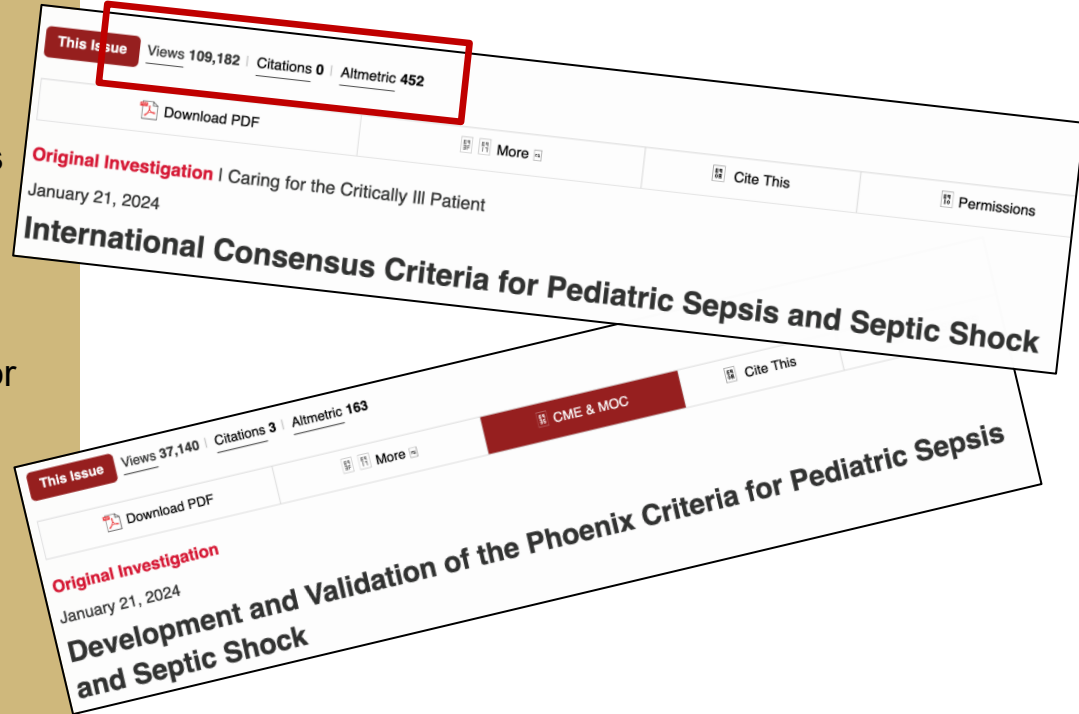 This Issue Views 109,182 | Citations 0 | Altmetric 452
Download PDF More Cite This Permissions
Original Investigation | Caring for the Critically Ill Patient
January 21, 2024
International Consensus Criteria for Pediatric Sepsis and Septic Shock
or
This Issue Views 37,140 | Citations 3 | Altmetric 163
Download PDF More CME & MOC Cite This
Original Investigation
January 21, 2024
Development and Validation of the Phoenix Criteria for Pediatric Sepsis
and Septic Shock